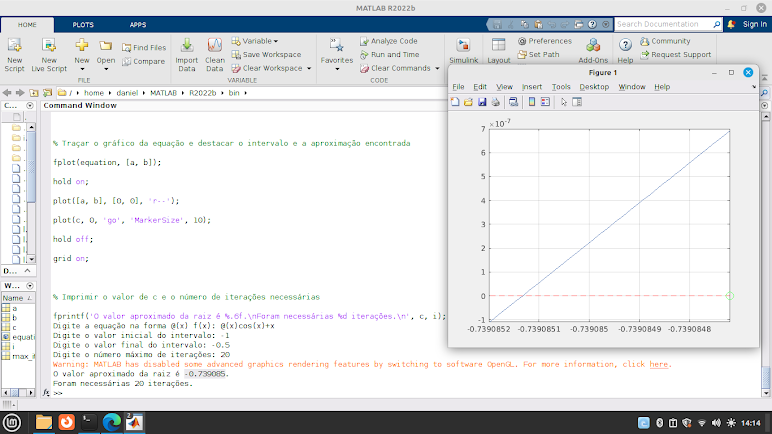 MATLAB R2022b
HOME PLOTS APPS
Search Documentation Sign In
New Script
New Live Script
New
Open
Find Files
Compare
Import Data
Clean Data
Variable
Save Workspace
Clear Workspace
Favorites
Analyze Code
Run and Time
Clear Commands
Simulink
Layout
Preferences
Set Path
Add-Ons
Help
Community
Request Support
FILE VARIABLE CODE
/ home daniel MATLAB R2022b bin
C...
Command Window
% Traçar o gráfico da equação e destacar o intervalo e a aproximação encontrada
fplot(equation, [a, b]);
hold on;
plot([a, b], [0, 0], 'r--');
plot(c, 0, 'go', 'MarkerSize', 10);
hold off;
grid on;
% Imprimir o valor de c e o número de iterações necessárias
fprintf('O valor aproximado da raiz é %.6f.\nForam necessárias %d iterações.\n', c, i);
Digite a equação na forma @(x) f(x): @(x)cos(x)+x
Digite o valor inicial do intervalo: -1
Digite o valor final do intervalo: -0.5
Digite o número máximo de iterações: 20
Warning: MATLAB has disabled some advanced graphics rendering features by switching to software OpenGL. For more information, click here.
O valor aproximado da raiz é -0.739085.
Foram necessárias 20 iterações.
fx >>
D...
W...
Name
a
b
c
equati
i
max_it
Figure 1
File Edit View Insert Tools Desktop Window Help
×10-7
7
6
5
4
3
2
1
0
-1
-0.7390852 -0.739851 -0.739085 -0.7390849 -0.7390848
2
14:14